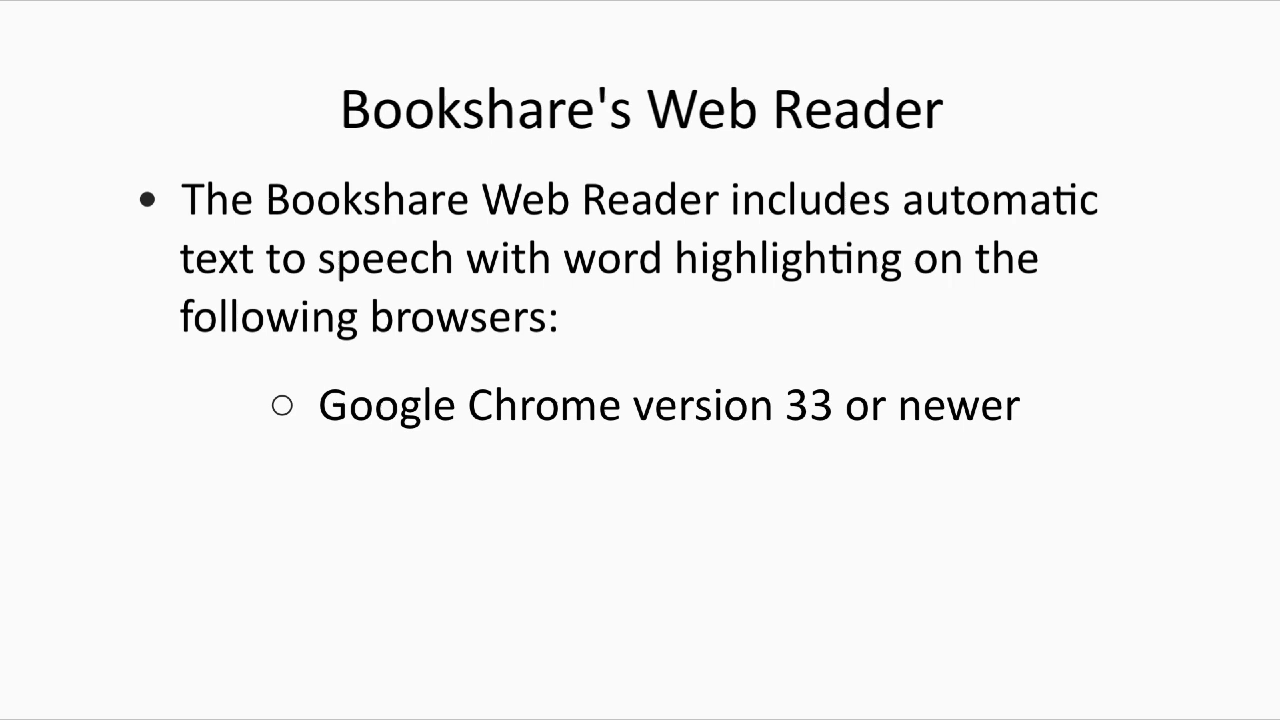 Bookshare's Web Reader
• The Bookshare Web Reader includes automatic
text to speech with word highlighting on the
following browsers:
○ Google Chrome version 33 or newer